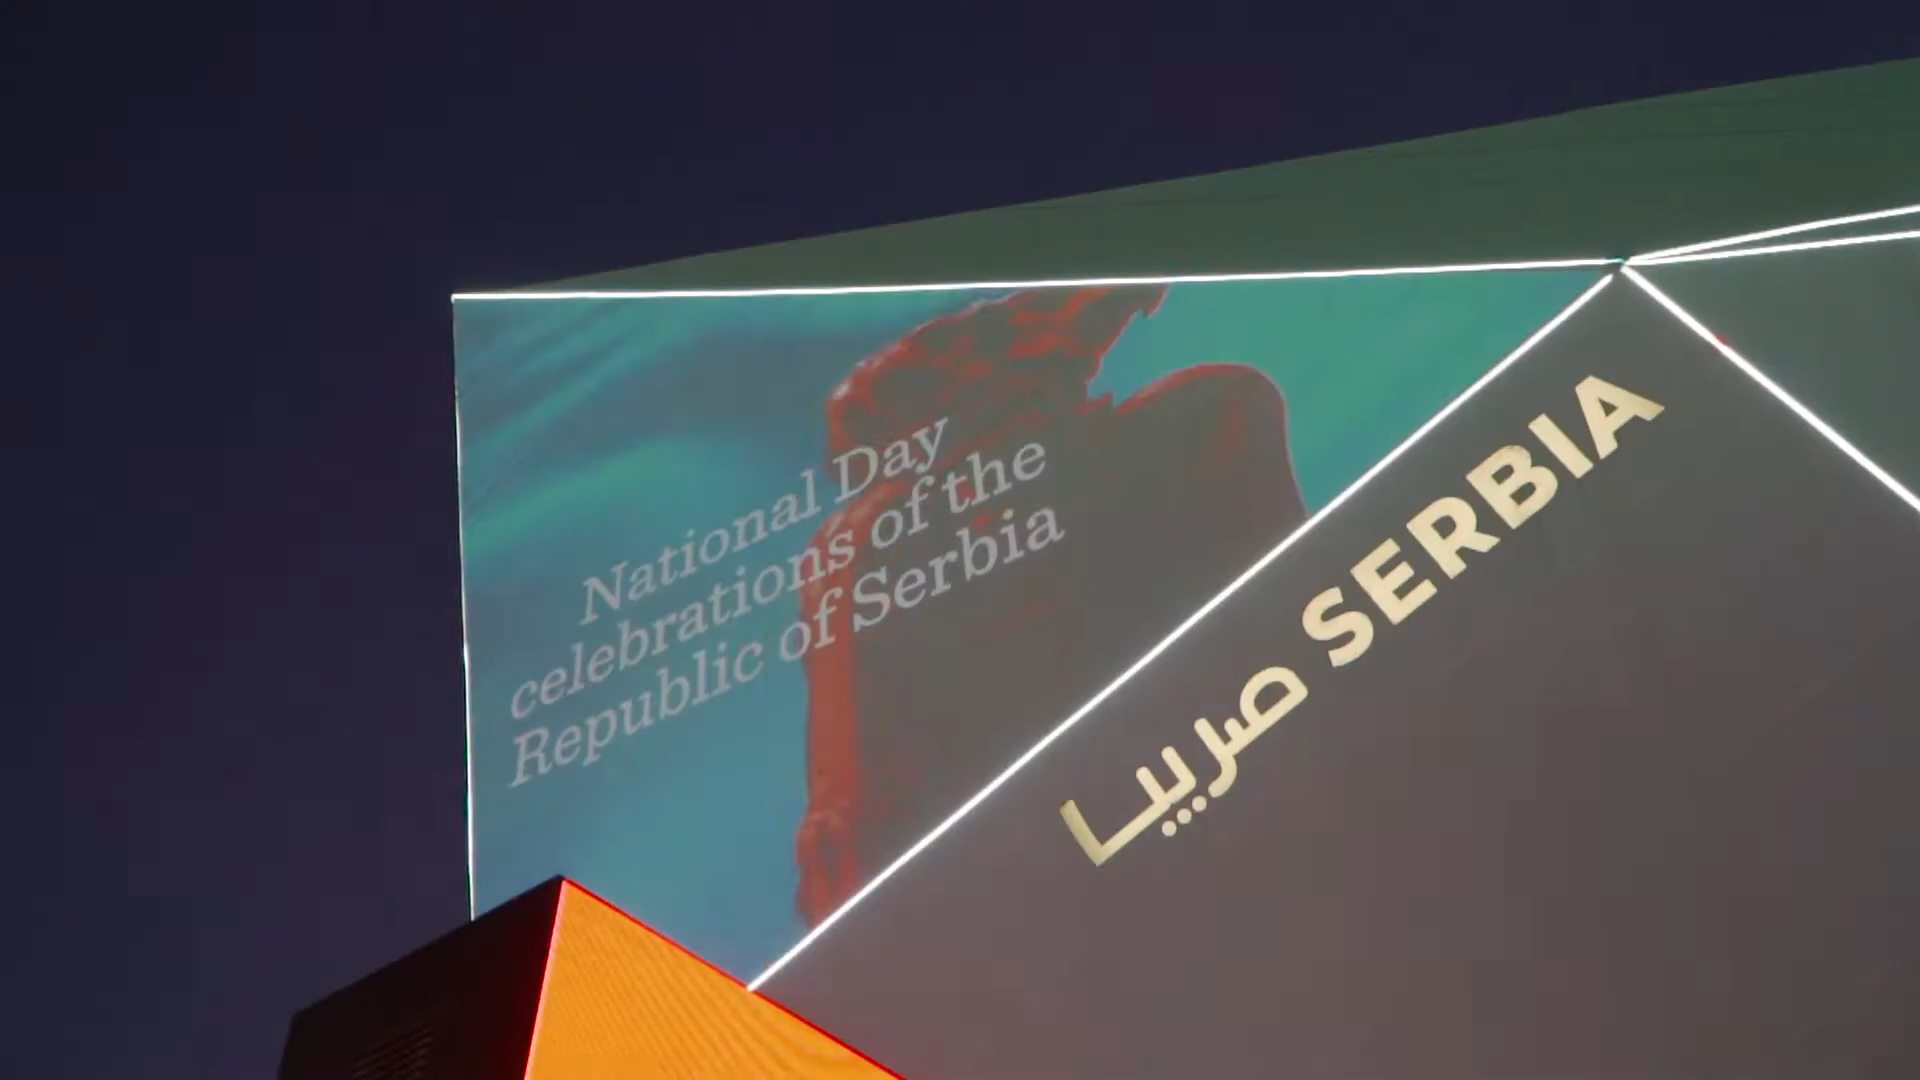 National Day
celebrations of the
Republic of Serbia
SERBIA صربيا